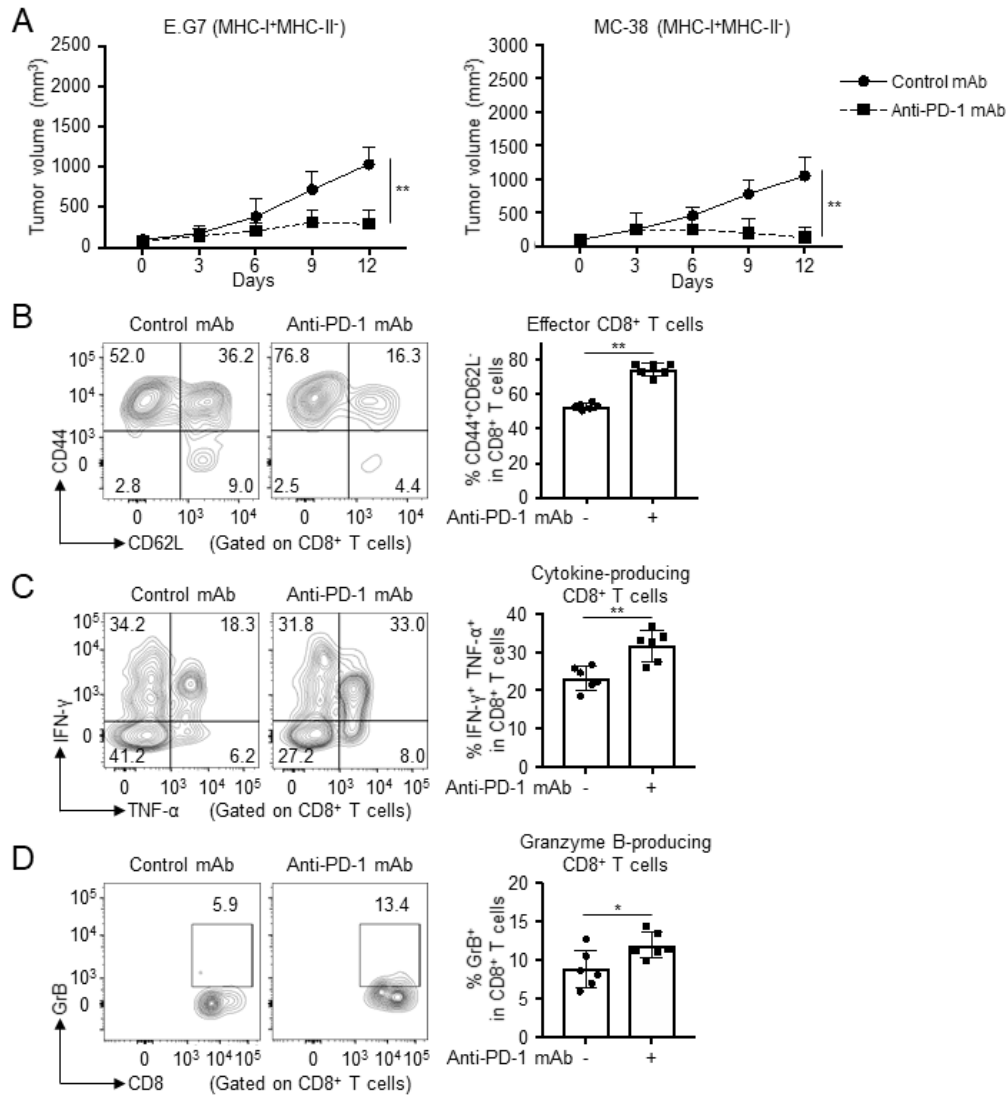 A
E.G7 (MHC-I⁺MHC-II⁻)
MC-38 (MHC-I⁺MHC-II⁻)
Tumor volume (mm³)
2500
2000
1500
1000
500
0
0 3 6 9 12
Days
**
Tumor volume (mm³)
3000
2500
2000
1500
1000
500
0
0 3 6 9 12
Days
**
Control mAb
Anti-PD-1 mAb
B
Control mAb
Anti-PD-1 mAb
52.0 36.2
2.8 9.0
76.8 16.3
2.5 4.4
10⁵
10⁴
10³
0
CD44
0 10³ 10⁴
0 10³ 10⁴
CD62L (Gated on CD8⁺ T cells)
Effector CD8⁺ T cells
**
% CD44⁺CD62L⁻
in CD8⁺ T cells
80
60
40
20
0
Anti-PD-1 mAb - +
C
Control mAb
Anti-PD-1 mAb
34.2 18.3
41.2 6.2
31.8 33.0
27.2 8.0
10⁵
10⁴
10³
0
IFN-γ
0 10³ 10⁴ 10⁵
0 10³ 10⁴ 10⁵
TNF-α (Gated on CD8⁺ T cells)
Cytokine-producing
CD8⁺ T cells
**
% IFN-γ⁺ TNF-α⁺
in CD8⁺ T cells
40
30
20
10
0
Anti-PD-1 mAb - +
D
Control mAb
Anti-PD-1 mAb
5.9
13.4
10⁵
10⁴
10³
0
GrB
0 10³ 10⁴ 10⁵
0 10³ 10⁴ 10⁵
CD8 (Gated on CD8⁺ T cells)
Granzyme B-producing
CD8⁺ T cells
*
% GrB⁺
in CD8⁺ T cells
20
15
10
5
0
Anti-PD-1 mAb - +